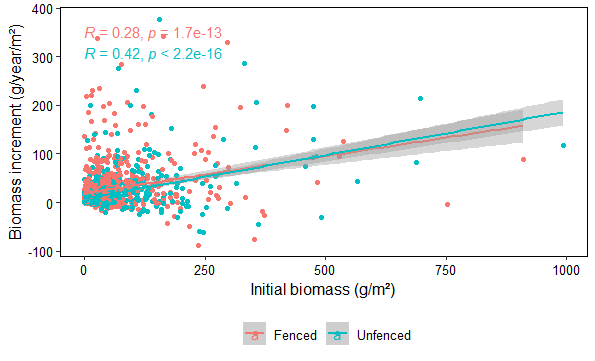 400
300
200
100
0
-100
Biomass increment (g/year/m²)
R = 0.28, p = 1.7e-13
R = 0.42, p < 2.2e-16
0 250 500 750 1000
Initial biomass (g/m²)
a Fenced a Unfenced